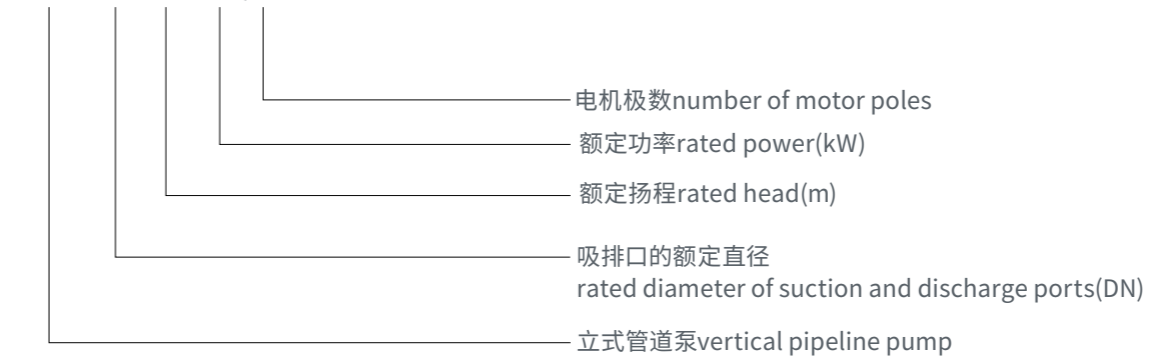 电机极数number of motor poles
额定功率rated power(kW)
额定扬程rated head(m)
吸排口的额定直径
rated diameter of suction and discharge ports(DN)
立式管道泵vertical pipeline pump